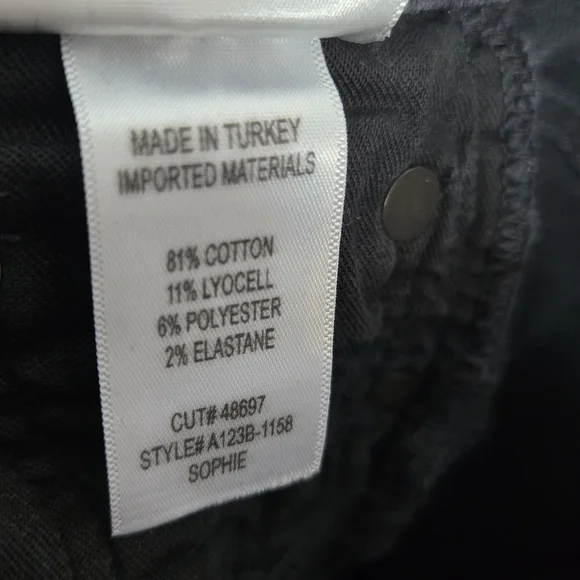 MADE IN TURKEY
IMPORTED MATERIALS
81% COTTON
11% LYOCELL
6% POLYESTER
2% ELASTANE
CUT# 48697
STYLE# A123B-1158
SOPHIE